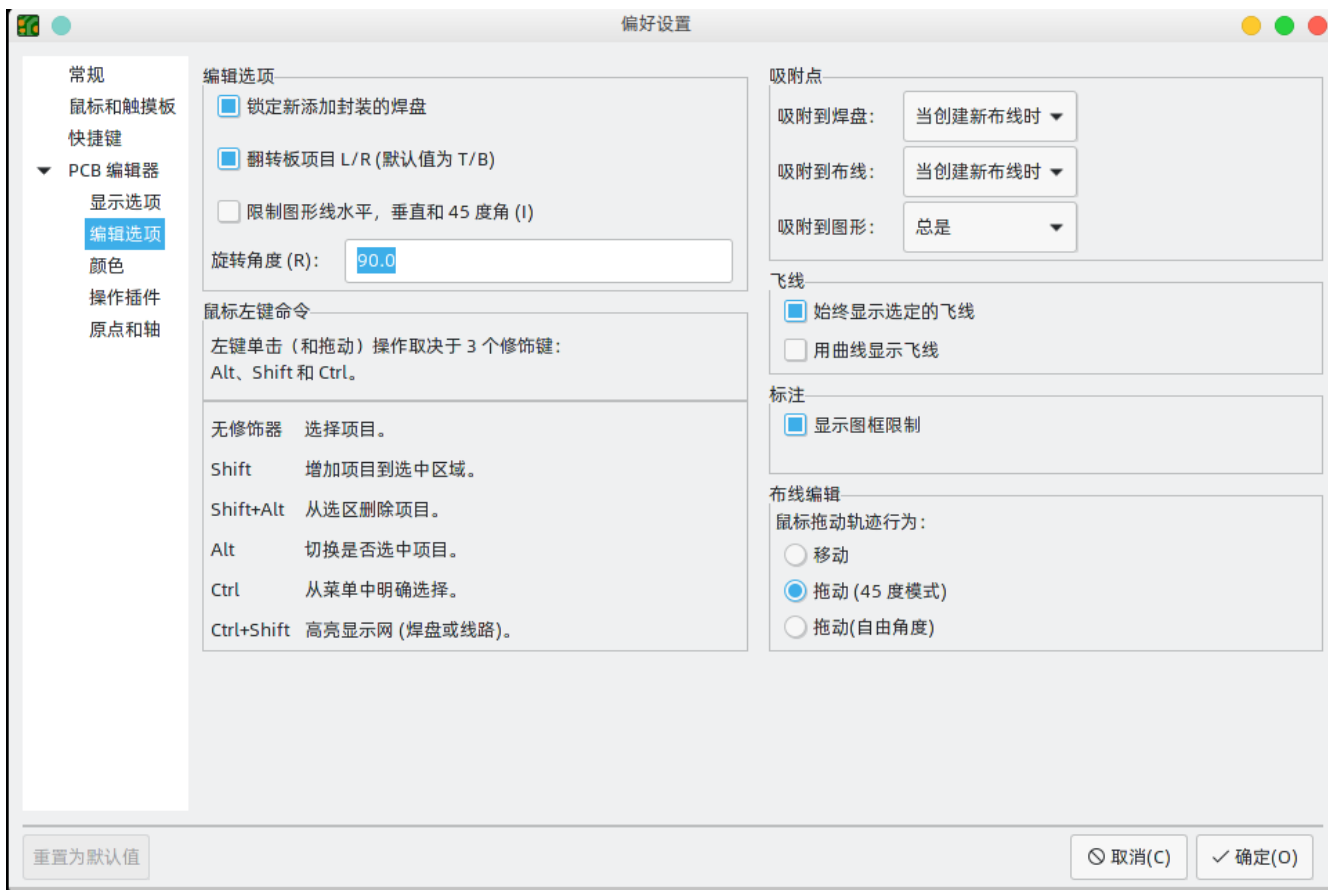 偏好设置
常规
鼠标和触摸板
快捷键
PCB 编辑器
显示选项
编辑选项
颜色
操作插件
原点和轴
编辑选项
锁定新添加封装的焊盘
翻转板项目 L/R (默认值为 T/B)
限制图形线水平，垂直和 45 度角 (I)
旋转角度 (R)： 90.0
鼠标左键命令
左键单击（和拖动）操作取决于 3 个修饰键：
Alt、Shift 和 Ctrl。
无修饰器 选择项目。
Shift 增加项目到选中区域。
Shift+Alt 从选区删除项目。
Alt 切换是否选中项目。
Ctrl 从菜单中明确选择。
Ctrl+Shift 高亮显示网 (焊盘或线路)。
吸附点
吸附到焊盘： 当创建新布线时
吸附到布线： 当创建新布线时
吸附到图形： 总是
飞线
始终显示选定的飞线
用曲线显示飞线
标注
显示图框限制
布线编辑
鼠标拖动轨迹行为：
移动
拖动 (45 度模式)
拖动(自由角度)
重置为默认值
取消(C)
确定(O)